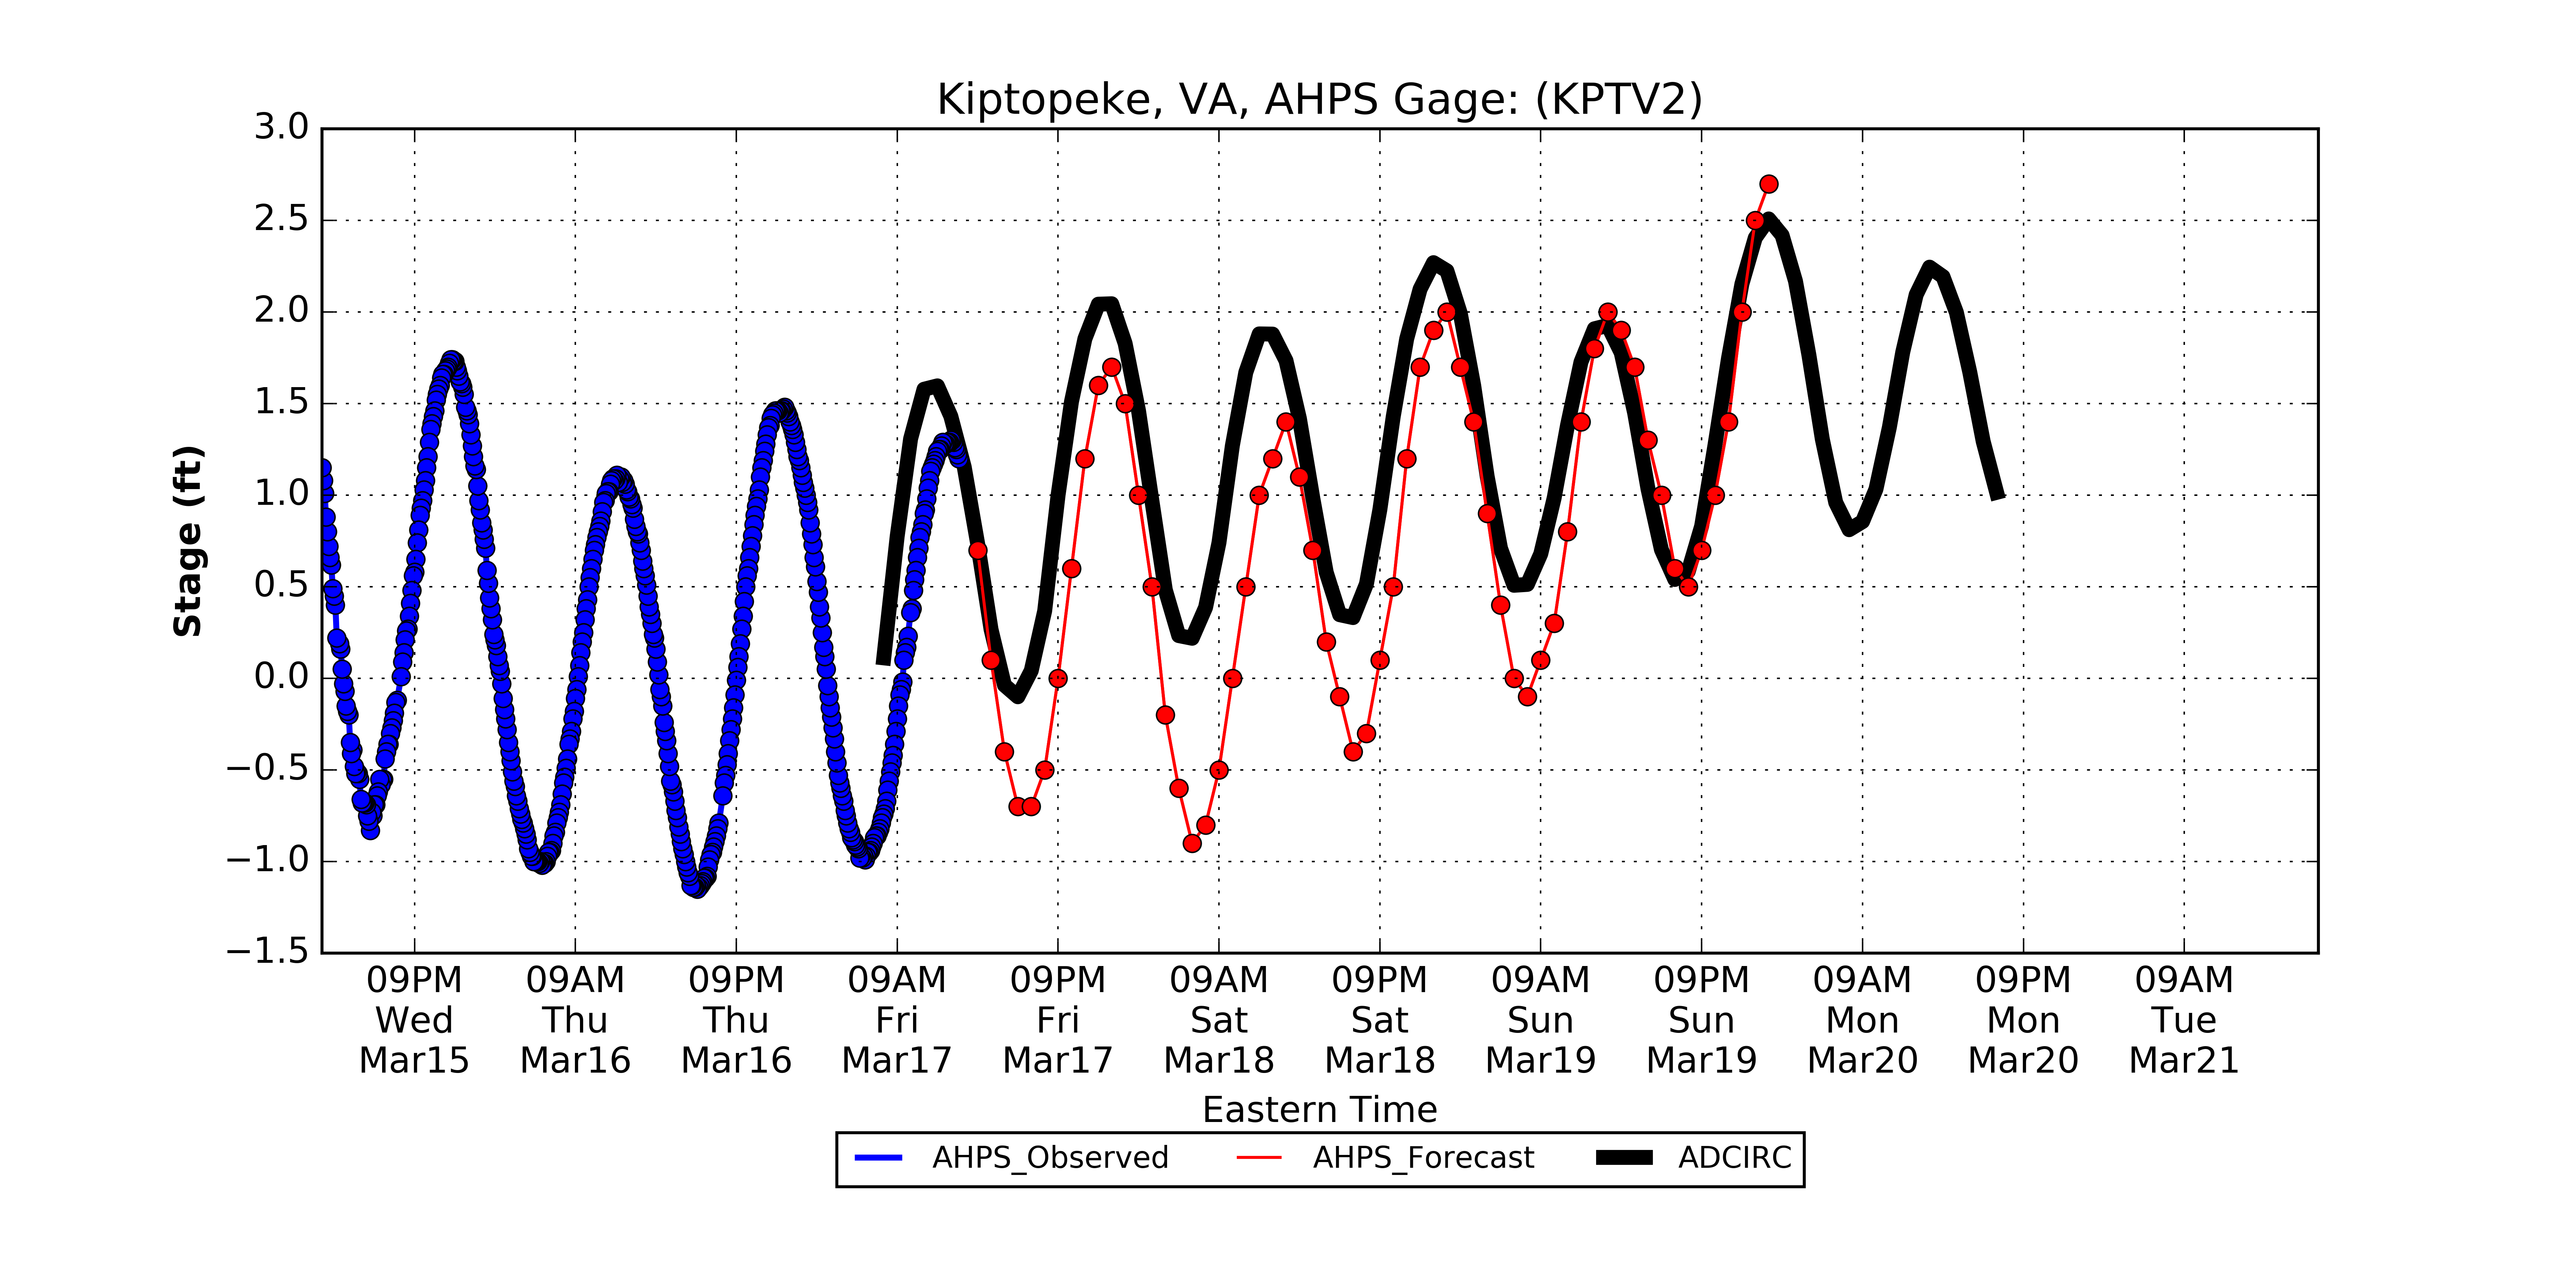 Kiptopeke, VA, AHPS Gage: (KPTV2)
3.0
2.5
2.0
1.5
1.0
0.5
0.0
−0.5
−1.0
−1.5
Stage (ft)
09PM 09AM 09PM 09AM 09PM 09AM 09PM 09AM 09PM 09AM 09PM 09AM
Wed Thu Thu Fri Fri Sat Sat Sun Sun Mon Mon Tue
Mar15 Mar16 Mar16 Mar17 Mar17 Mar18 Mar18 Mar19 Mar19 Mar20 Mar20 Mar21
Eastern Time
AHPS_Observed AHPS_Forecast ADCIRC